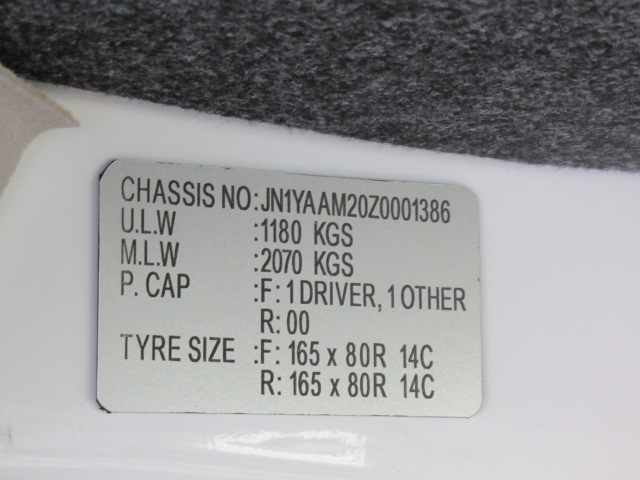 CHASSIS NO:JN1YAAM20Z0001386
U.L.W :1180 KGS
M.L.W :2070 KGS
P. CAP :F: 1 DRIVER, 1 OTHER
R: 00
TYRE SIZE :F: 165 x 80R 14C
R: 165 x 80R 14C